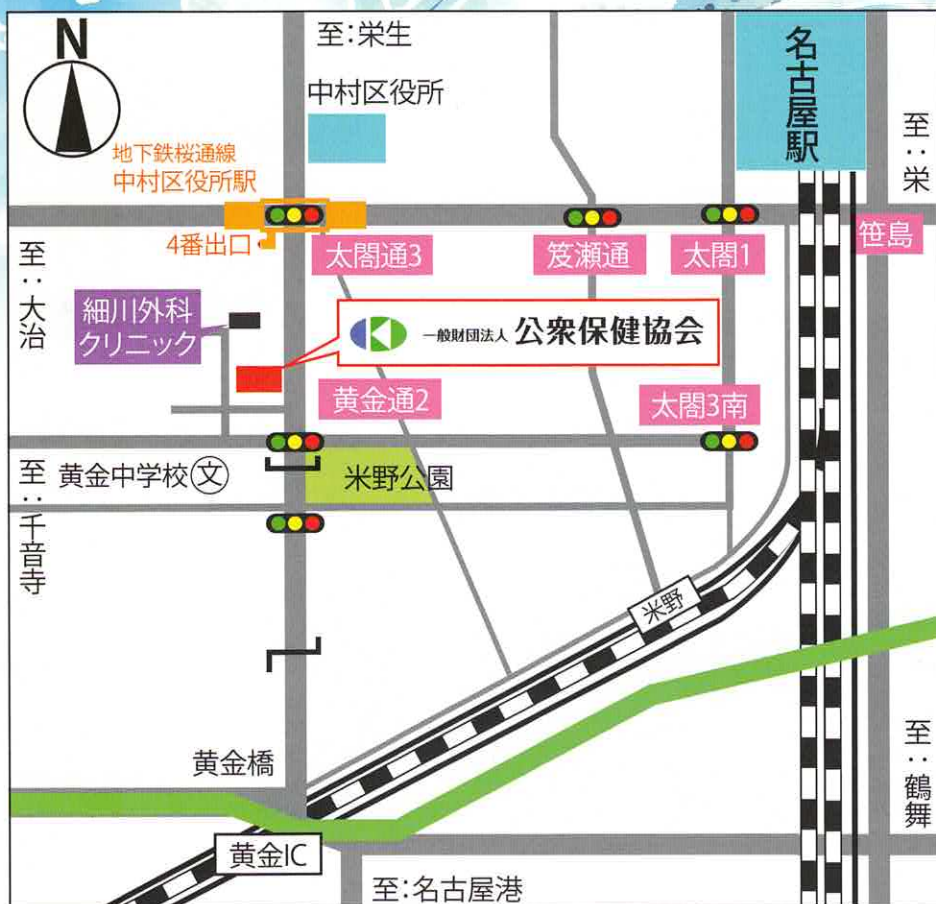 N
至:栄生
中村区役所
名古屋駅
至:栄
地下鉄桜通線
中村区役所駅
4番出口
太閤通3
笈瀬通
太閤1
笹島
至:大治
細川外科
クリニック
一般財団法人 公衆保健協会
黄金通2
太閤3南
至:千音寺
黄金中学校文
米野公園
米野
黄金橋
至:鶴舞
黄金IC
至:名古屋港